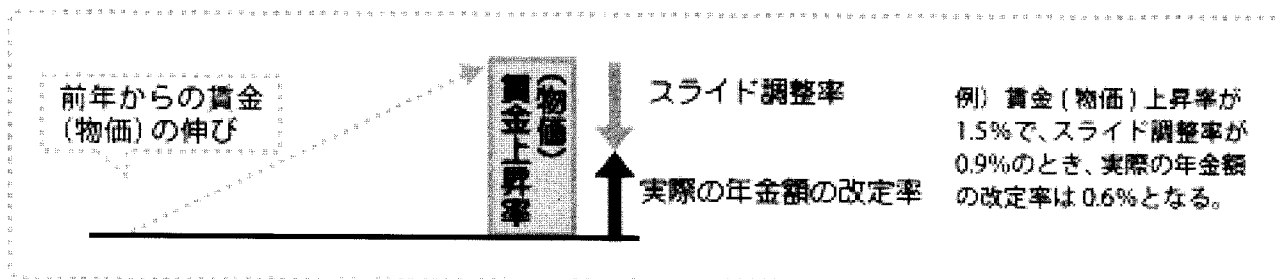 前年からの賃金
(物価)の伸び
(物価)
賃金上昇率
スライド調整率
実際の年金額の改定率
例) 賃金(物価)上昇率が
1.5%で、スライド調整率が
0.9%のとき、実際の年金額
の改定率は0.6%となる。